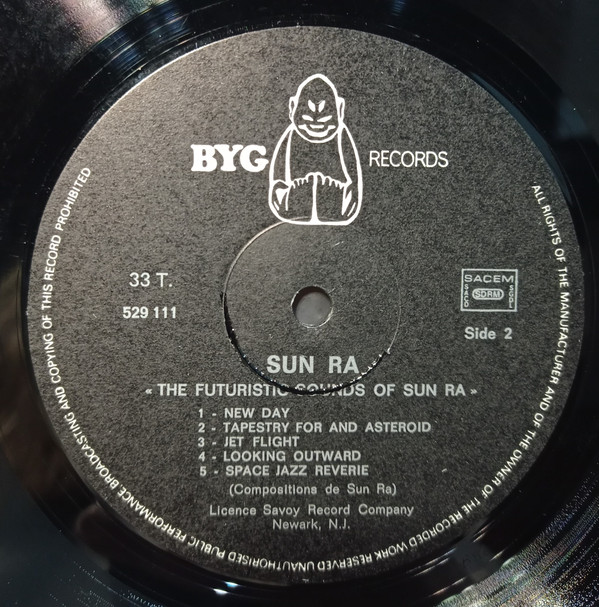 BYG RECORDS
33 T.
529 111
SACEM
SACD SDRM SGDL
Side 2
SUN RA
« THE FUTURISTIC SOUNDS OF SUN RA »
1 - NEW DAY
2 - TAPESTRY FOR AND ASTEROID
3 - JET FLIGHT
4 - LOOKING OUTWARD
5 - SPACE JAZZ REVERIE
(Compositions de Sun Ra)
Licence Savoy Record Company
Newark, N.J.
ALL RIGHTS OF THE MANUFACTURER AND OF THE OWNER OF THE RECORDED WORK RESERVED UNAUTHORISED PUBLIC PERFORMANCE BROADCASTING AND COPYING OF THIS RECORD PROHIBITED